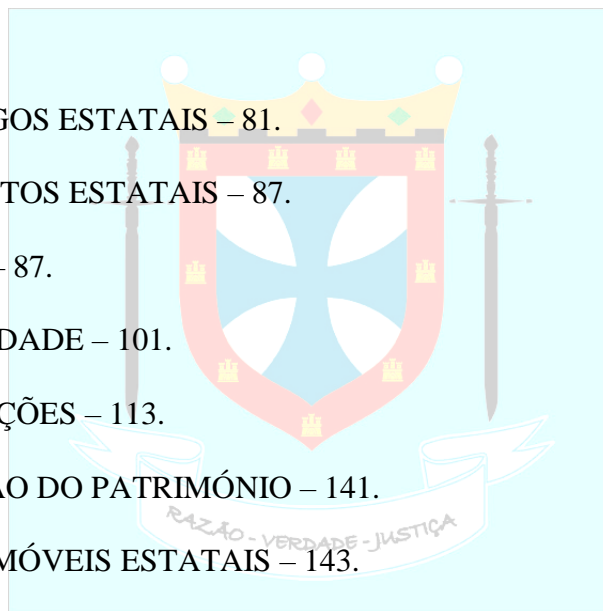 GOS ESTATAIS – 81.
TOS ESTATAIS – 87.
– 87.
DADE – 101.
ÇÕES – 113.
ÃO DO PATRIMÓNIO – 141.
MÓVEIS ESTATAIS – 143.
RAZÃO - VERDADE - JUSTIÇA